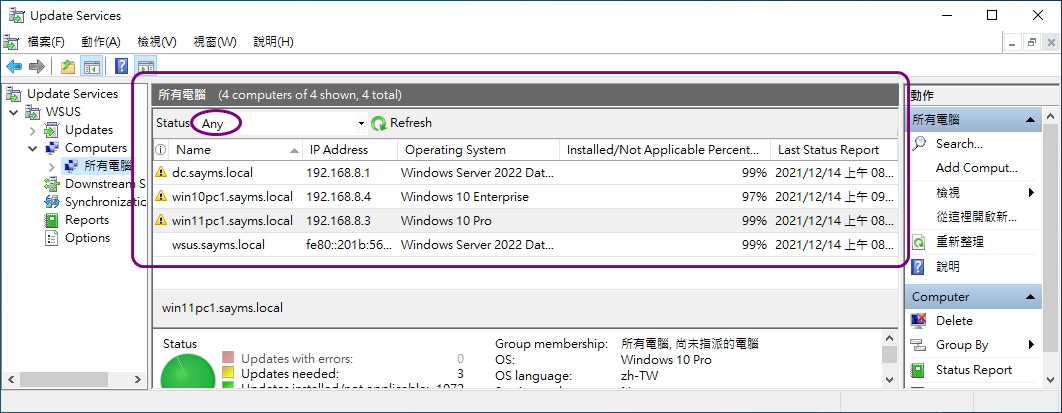 Update Services
檔案(F) 動作(A) 檢視(V) 視窗(W) 說明(H)
Update Services
WSUS
Updates
Computers
所有電腦
Downstream S
Synchronizatio
Reports
Options
所有電腦 (4 computers of 4 shown, 4 total)
Status Any Refresh
Name IP Address Operating System Installed/Not Applicable Percent... Last Status Report
dc.sayms.local 192.168.8.1 Windows Server 2022 Dat... 99% 2021/12/14 上午 08...
win10pc1.sayms.local 192.168.8.4 Windows 10 Enterprise 97% 2021/12/14 上午 09...
win11pc1.sayms.local 192.168.8.3 Windows 10 Pro 99% 2021/12/14 上午 08...
wsus.sayms.local fe80::201b:56... Windows Server 2022 Dat... 99% 2021/12/14 上午 08...
win11pc1.sayms.local
Status
Updates with errors: 0
Updates needed: 3
Updates installed/not applicable: 1073
Group membership: 所有電腦, 尚未指派的電腦
OS: Windows 10 Pro
OS language: zh-TW
動作
所有電腦
Search...
Add Comput...
檢視
從這裡開啟新...
重新整理
說明
Computer
Delete
Group By
Status Report